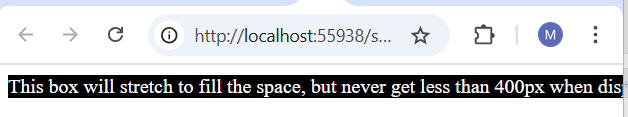 http://localhost:55938/s...
M
This box will stretch to fill the space, but never get less than 400px when